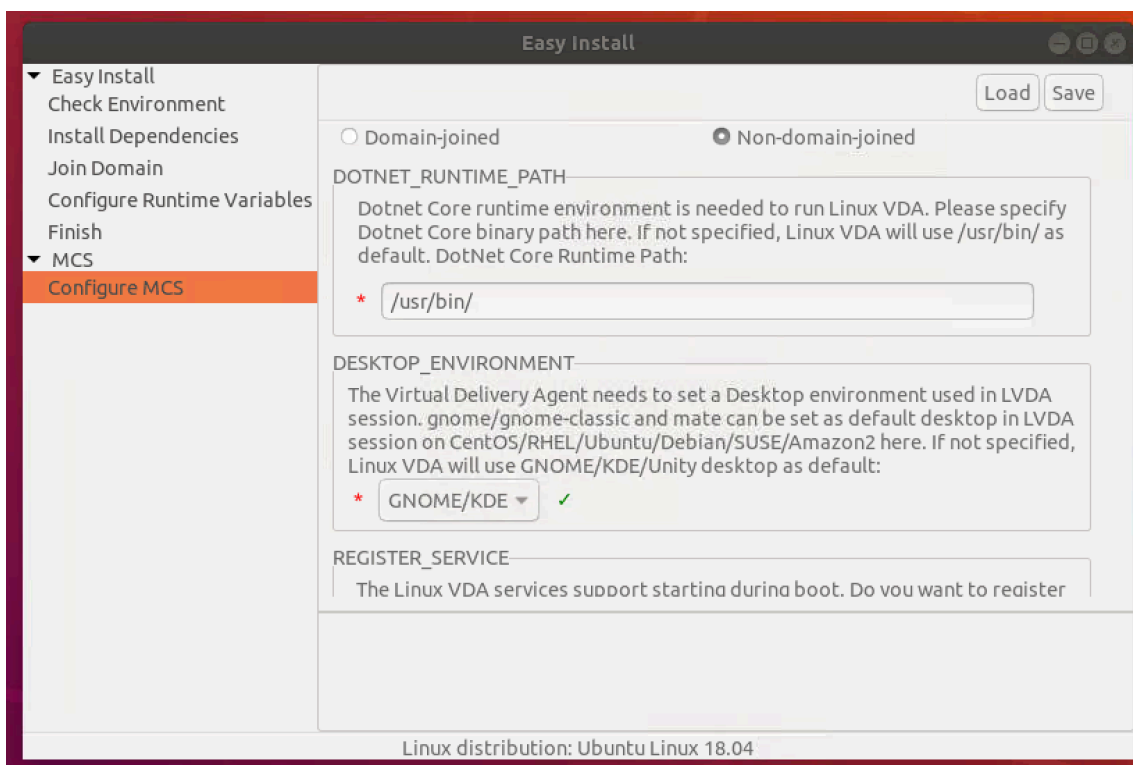 Easy Install
Easy Install
Check Environment
Install Dependencies
Join Domain
Configure Runtime Variables
Finish
MCS
Configure MCS
Load Save
Domain-joined Non-domain-joined
DOTNET_RUNTIME_PATH
Dotnet Core runtime environment is needed to run Linux VDA. Please specify
Dotnet Core binary path here. If not specified, Linux VDA will use /usr/bin/ as
default. DotNet Core Runtime Path:
* /usr/bin/
DESKTOP_ENVIRONMENT
The Virtual Delivery Agent needs to set a Desktop environment used in LVDA
session. gnome/gnome-classic and mate can be set as default desktop in LVDA
session on CentOS/RHEL/Ubuntu/Debian/SUSE/Amazon2 here. If not specified,
Linux VDA will use GNOME/KDE/Unity desktop as default:
* GNOME/KDE ✓
REGISTER_SERVICE
The Linux VDA services support starting during boot. Do you want to register
Linux distribution: Ubuntu Linux 18.04